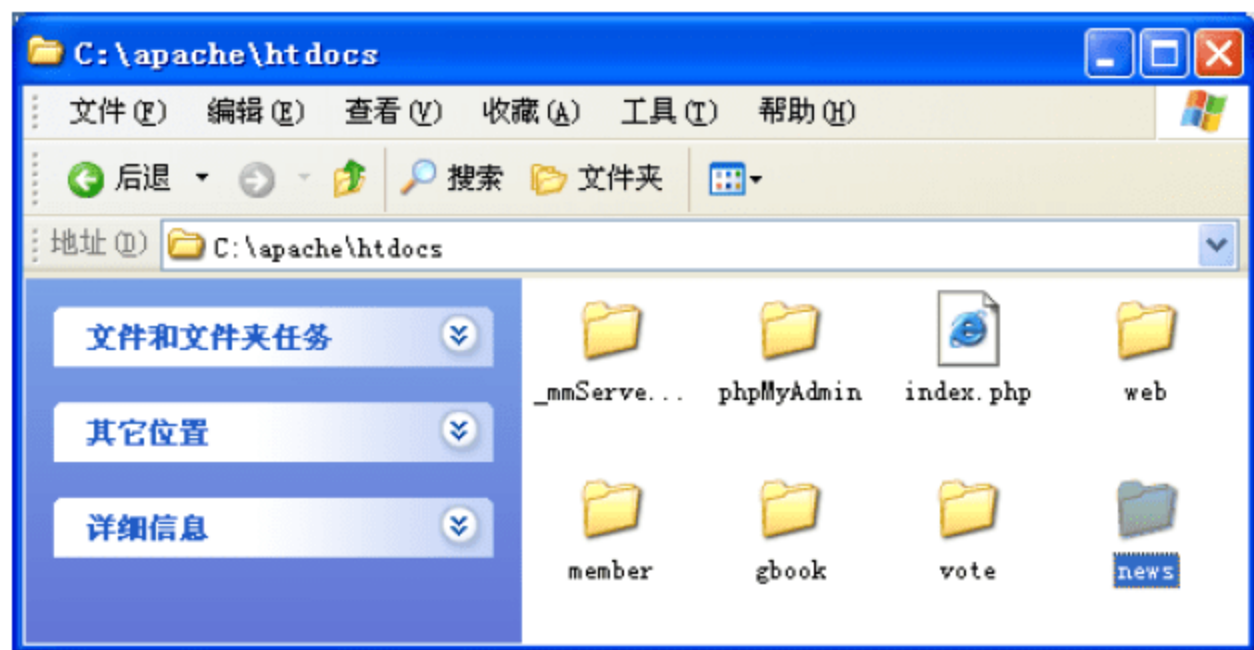 C:\apache\htdocs
文件(F) 编辑(E) 查看(V) 收藏(A) 工具(T) 帮助(H)
后退 搜索 文件夹
地址(D) C:\apache\htdocs
文件和文件夹任务
其它位置
详细信息
_mmServe... phpMyAdmin index.php web
member gbook vote news